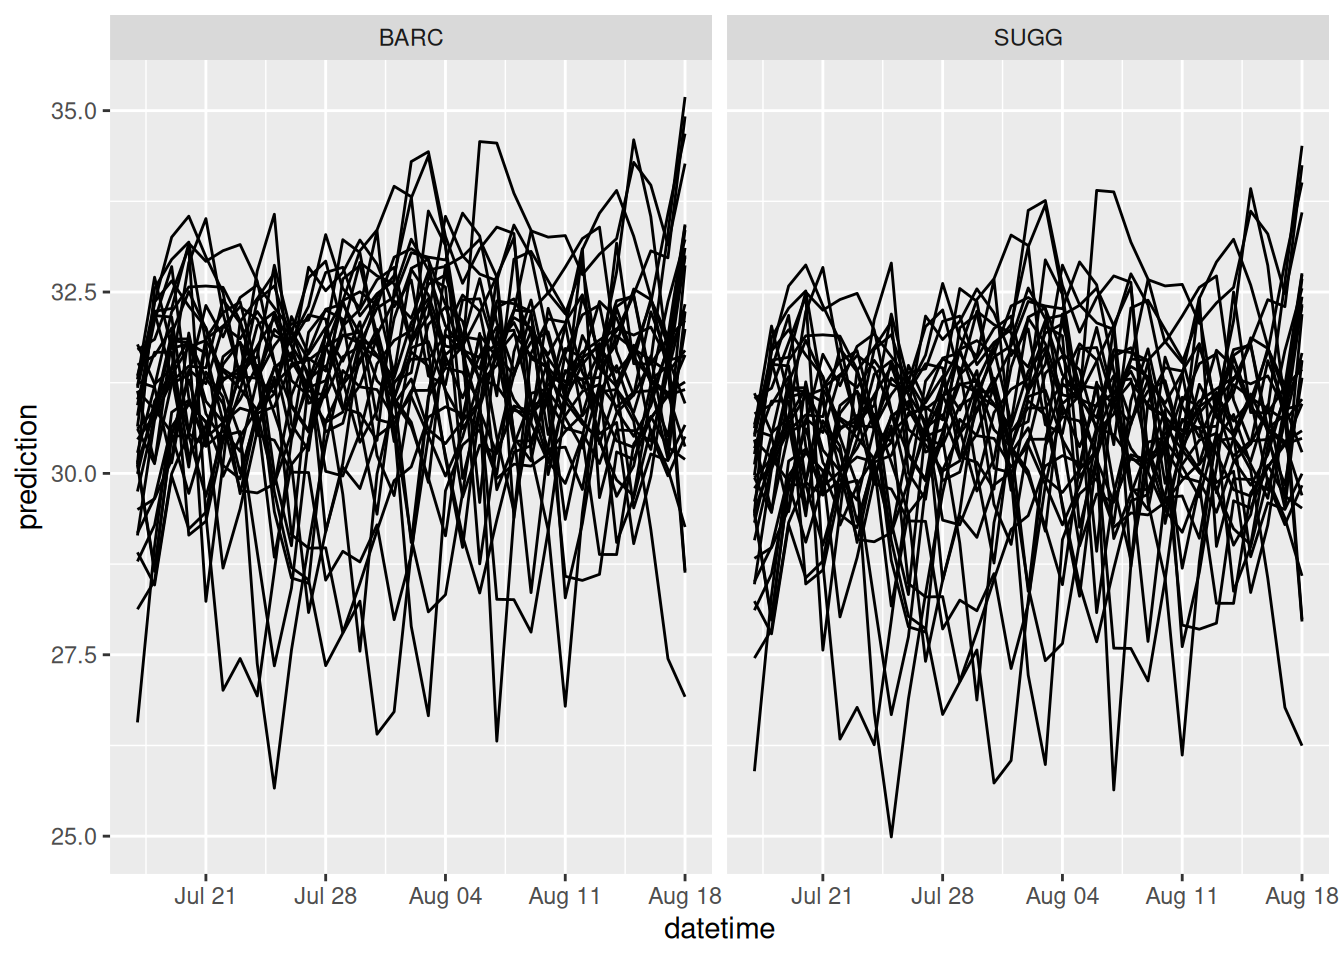 BARC SUGG
prediction
35.0
32.5
30.0
27.5
25.0
Jul 21 Jul 28 Aug 04 Aug 11 Aug 18 Jul 21 Jul 28 Aug 04 Aug 11 Aug 18
datetime